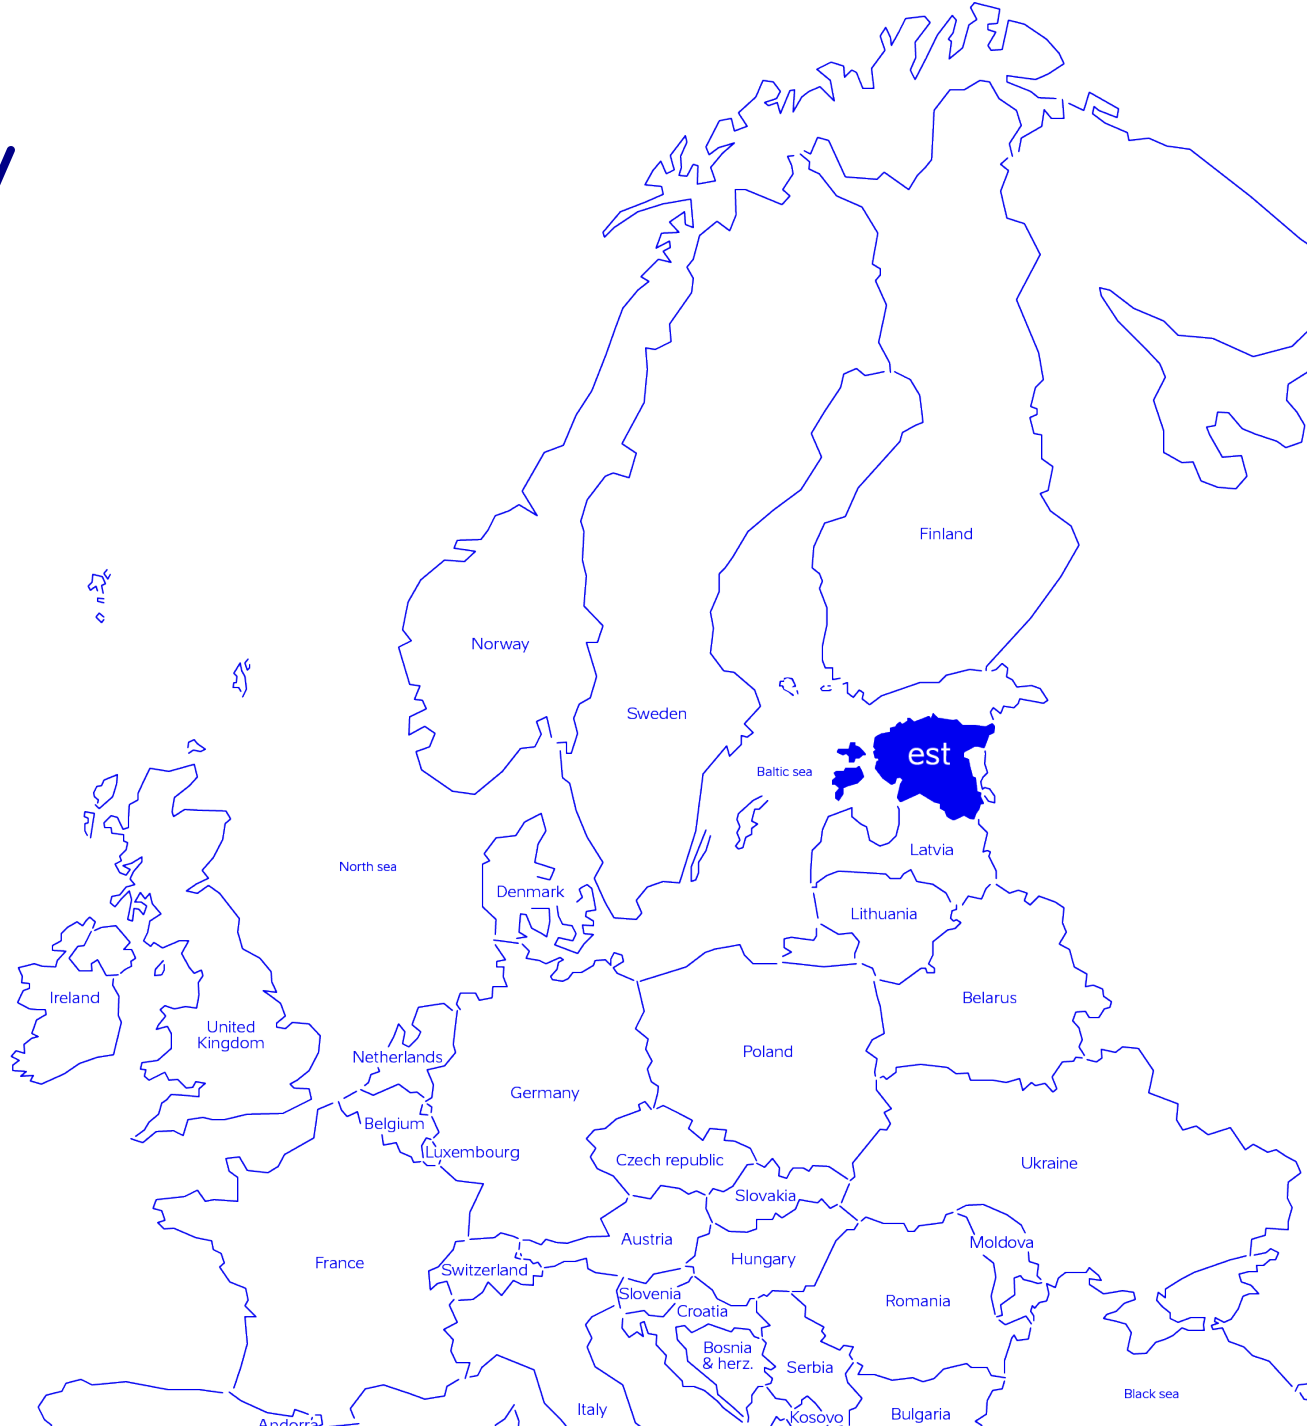 Finland
Norway
Sweden
est
Baltic sea
Latvia
North sea
Denmark
Lithuania
Ireland
Belarus
United
Kingdom
Poland
Netherlands
Germany
Belgium
Luxembourg
Czech republic
Ukraine
Slovakia
Austria
Moldova
Hungary
France
Switzerland
Slovenia
Romania
Croatia
Bosnia
& herz.
Serbia
Black sea
Italy
Bulgaria
Kosovo
Andorra